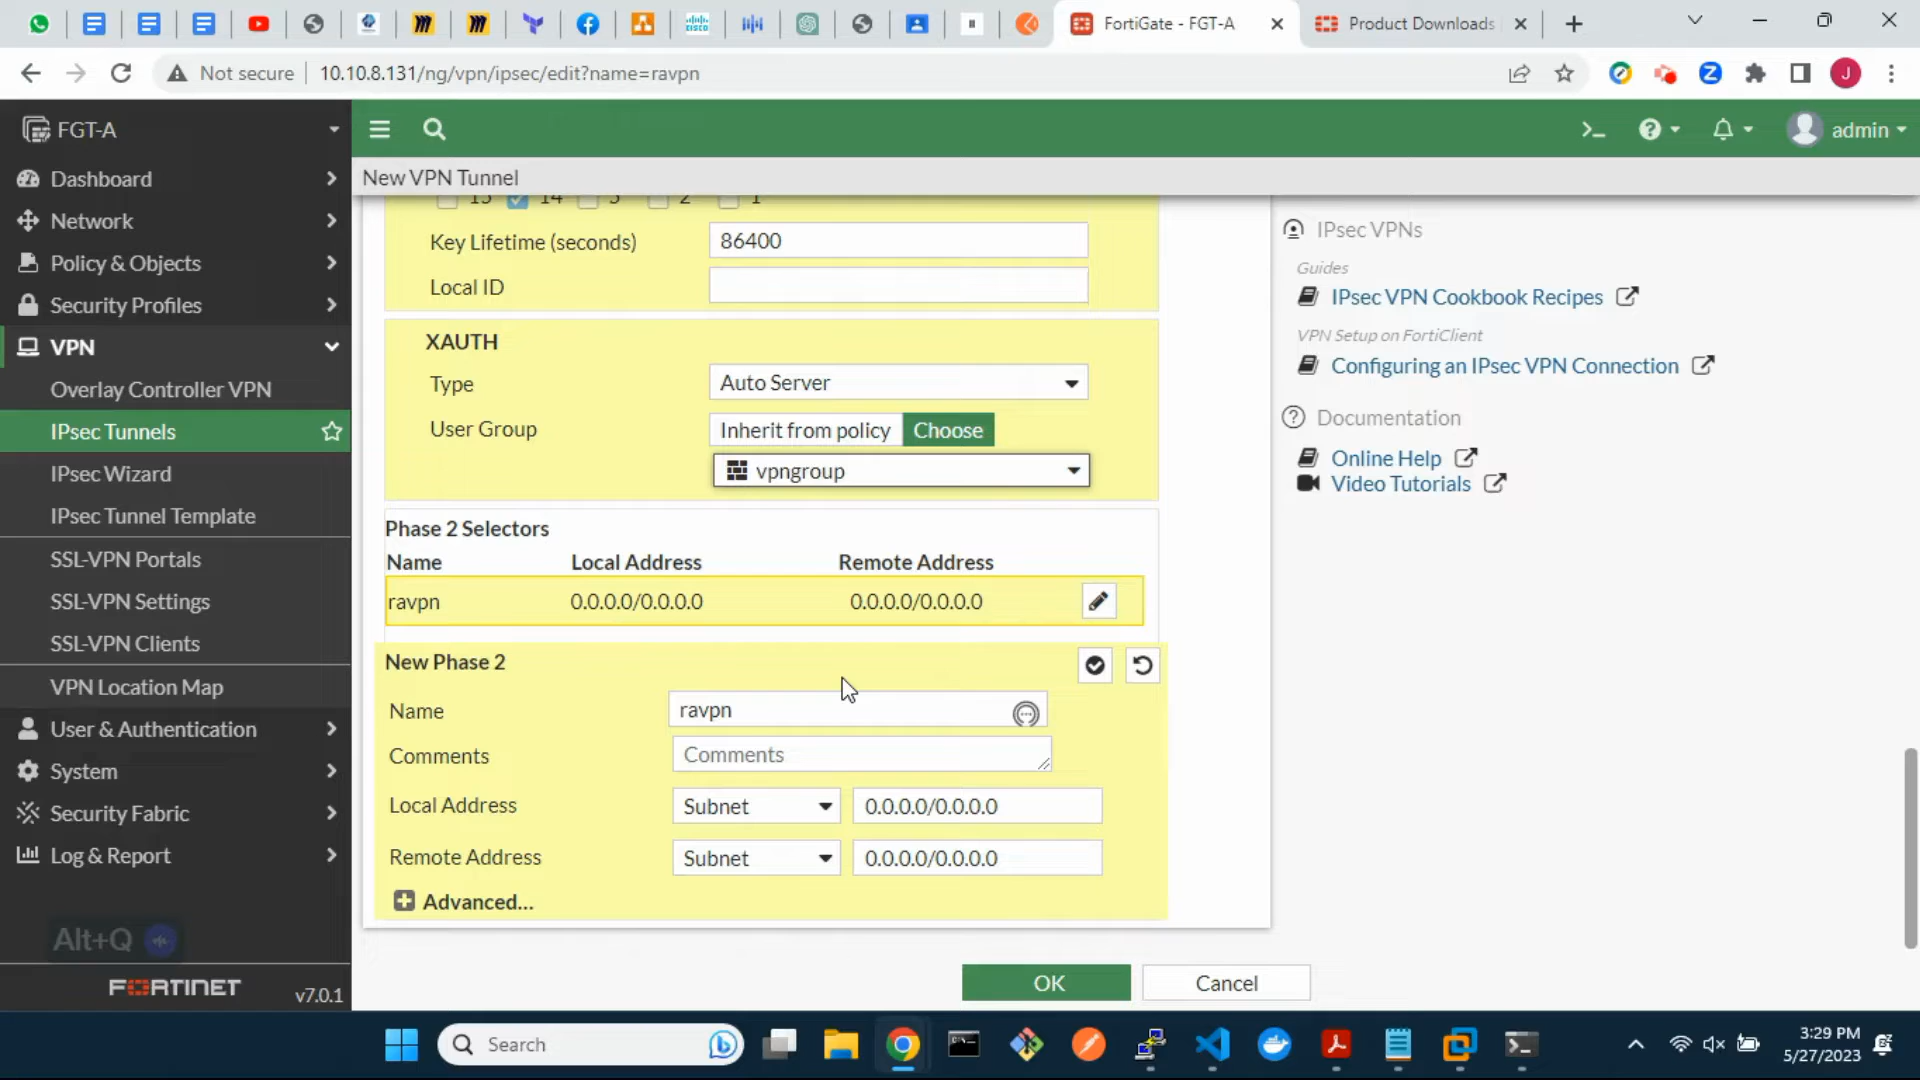 FortiGate - FGT-A
Product Downloads
Not secure
10.10.8.131/ng/vpn/ipsec/edit?name=ravpn
J
FGT-A
admin
Dashboard
Network
Policy & Objects
Security Profiles
VPN
Overlay Controller VPN
IPsec Tunnels
IPsec Wizard
IPsec Tunnel Template
SSL-VPN Portals
SSL-VPN Settings
SSL-VPN Clients
VPN Location Map
User & Authentication
System
Security Fabric
Log & Report
Alt+Q
FORTINET
v7.0.1
New VPN Tunnel
15 14 5 2 1
Key Lifetime (seconds) 86400
Local ID
XAUTH
Type Auto Server
User Group Inherit from policy Choose
vpngroup
Phase 2 Selectors
Name Local Address Remote Address
ravpn 0.0.0.0/0.0.0.0 0.0.0.0/0.0.0.0
New Phase 2
Name ravpn
Comments Comments
Local Address Subnet 0.0.0.0/0.0.0.0
Remote Address Subnet 0.0.0.0/0.0.0.0
Advanced...
OK Cancel
IPsec VPNs
Guides
IPsec VPN Cookbook Recipes
VPN Setup on FortiClient
Configuring an IPsec VPN Connection
Documentation
Online Help
Video Tutorials
Search
3:29 PM
5/27/2023